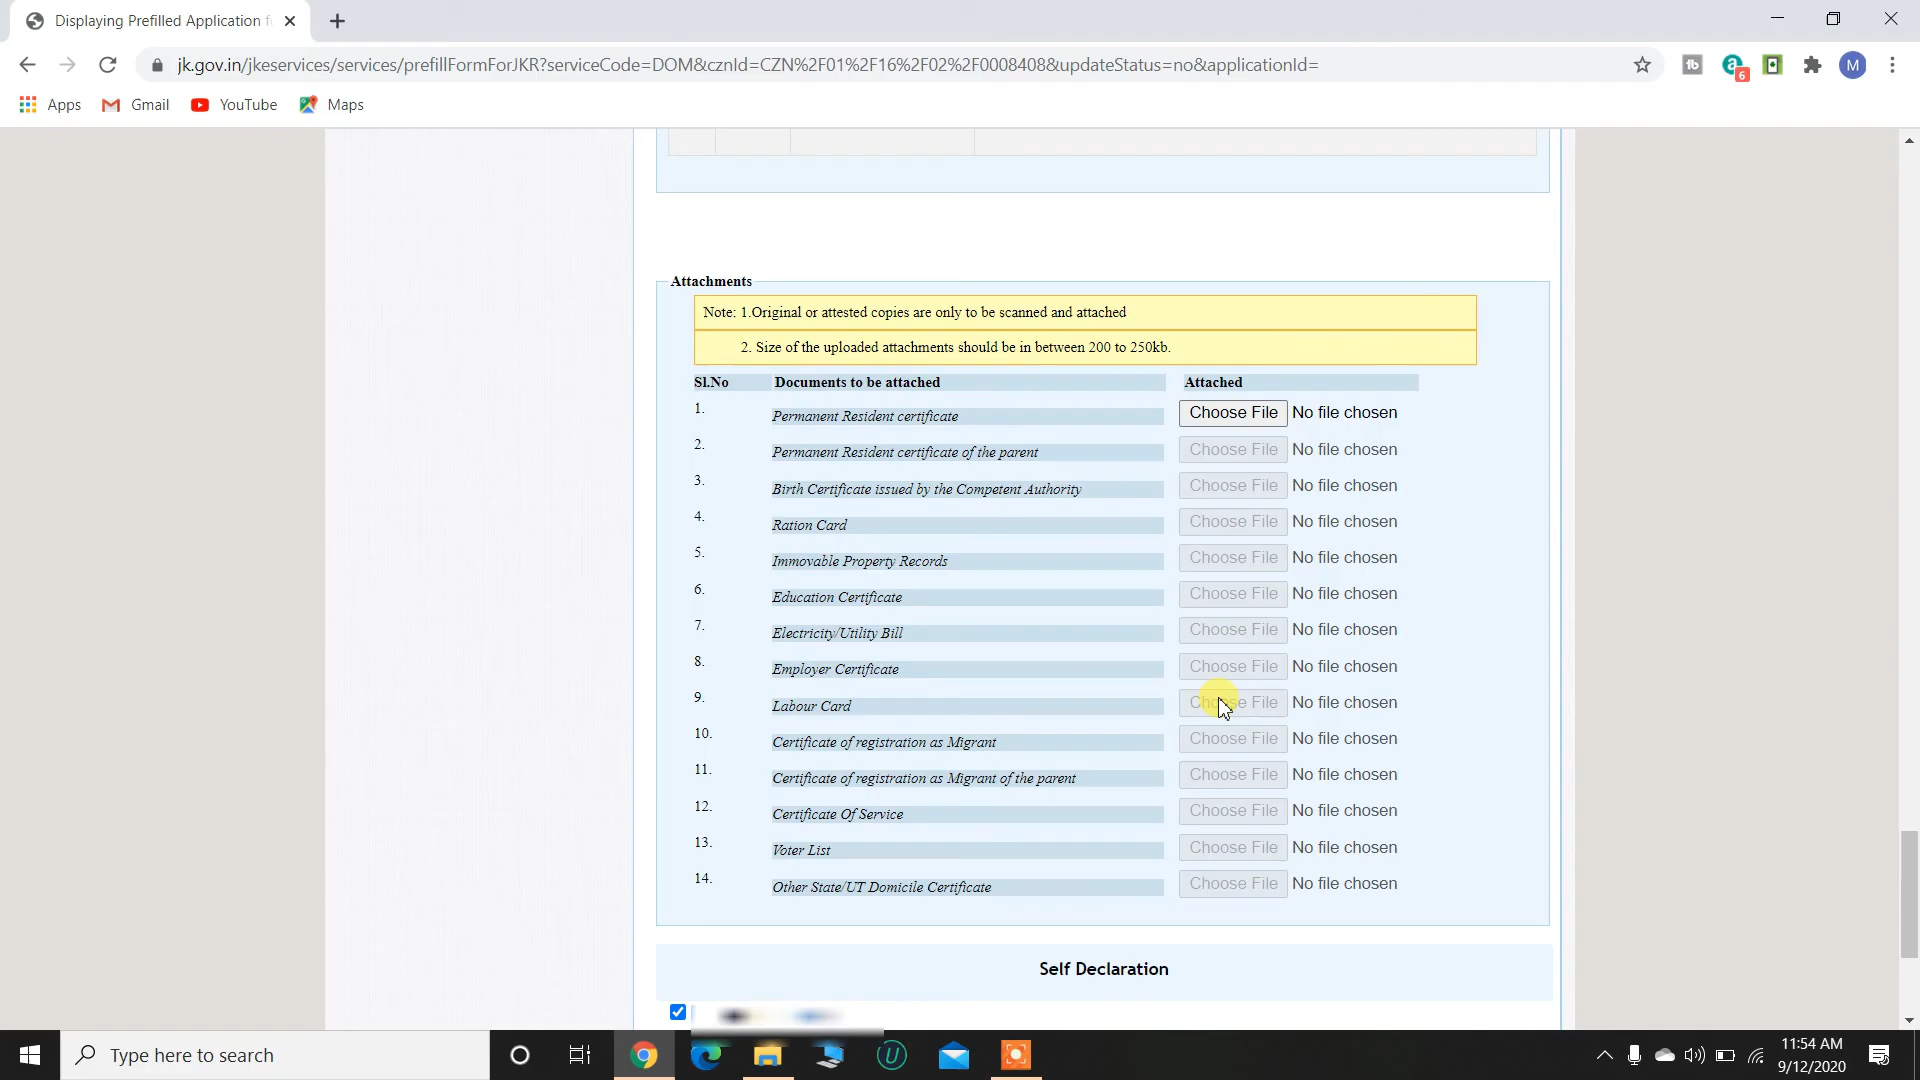 Displaying Prefilled Application f
jk.gov.in/jkeservices/services/prefillFormForJKR?serviceCode=DOM&cznId=CZN%2F01%2F16%2F02%2F0008408&updateStatus=no&applicationId=
6
M
Apps
Gmail
YouTube
Maps
Attachments
Note: 1.Original or attested copies are only to be scanned and attached
2. Size of the uploaded attachments should be in between 200 to 250kb.
Sl.No Documents to be attached Attached
1. Permanent Resident certificate Choose File No file chosen
2. Permanent Resident certificate of the parent Choose File No file chosen
3. Birth Certificate issued by the Competent Authority Choose File No file chosen
4. Ration Card Choose File No file chosen
5. Immovable Property Records Choose File No file chosen
6. Education Certificate Choose File No file chosen
7. Electricity/Utility Bill Choose File No file chosen
8. Employer Certificate Choose File No file chosen
9. Labour Card Choose File No file chosen
10. Certificate of registration as Migrant Choose File No file chosen
11. Certificate of registration as Migrant of the parent Choose File No file chosen
12. Certificate Of Service Choose File No file chosen
13. Voter List Choose File No file chosen
14. Other State/UT Domicile Certificate Choose File No file chosen
Self Declaration
Type here to search
11:54 AM
9/12/2020